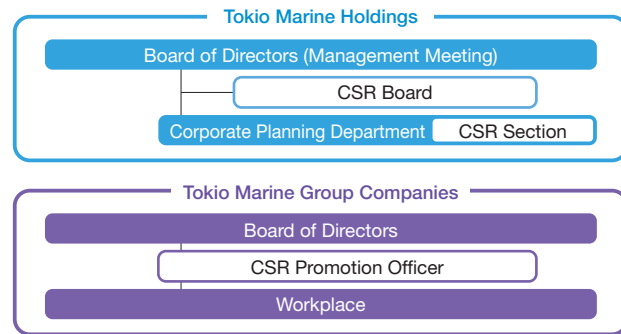 Tokio Marine Holdings
Board of Directors (Management Meeting)
CSR Board
Corporate Planning Department
CSR Section
Tokio Marine Group Companies
Board of Directors
CSR Promotion Officer
Workplace